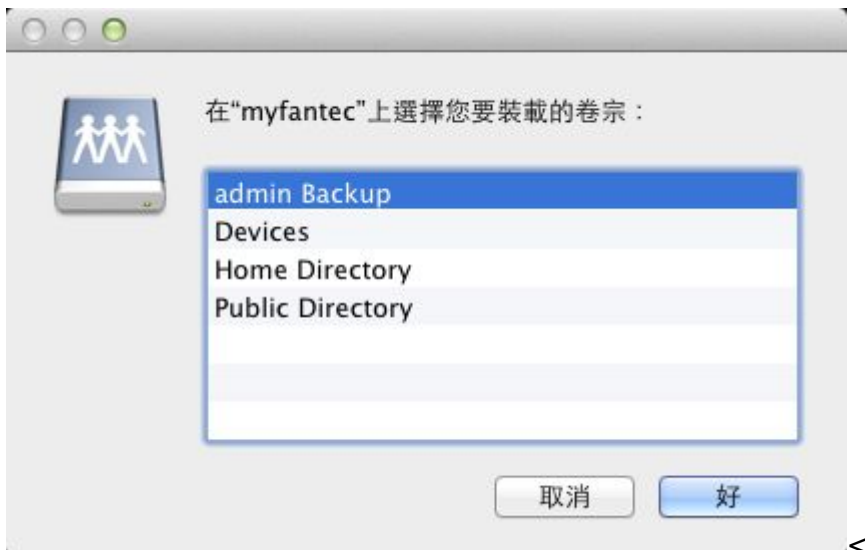 在“myfantec”上選擇您要裝載的卷宗：
admin Backup
Devices
Home Directory
Public Directory
取消
好
<